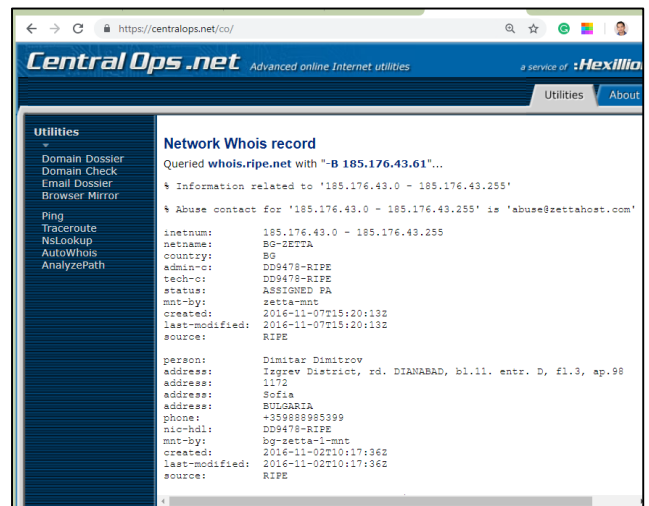 https://centralops.net/co/
Central Ops.net Advanced online Internet utilities a service of :Hexillio
Utilities About
Utilities
Domain Dossier
Domain Check
Email Dossier
Browser Mirror
Ping
Traceroute
NsLookup
AutoWhois
AnalyzePath
Network Whois record
Queried whois.ripe.net with "-B 185.176.43.61"...
% Information related to '185.176.43.0 - 185.176.43.255'
% Abuse contact for '185.176.43.0 - 185.176.43.255' is 'abuse@zettahost.com'
inetnum: 185.176.43.0 - 185.176.43.255
netname: BG-ZETTA
country: BG
admin-c: DD9478-RIPE
tech-c: DD9478-RIPE
status: ASSIGNED PA
mnt-by: zetta-mnt
created: 2016-11-07T15:20:13Z
last-modified: 2016-11-07T15:20:13Z
source: RIPE
person: Dimitar Dimitrov
address: Izgrev District, rd. DIANABAD, bl.11. entr. D, fl.3, ap.98
address: 1172
address: Sofia
address: BULGARIA
phone: +359888985399
nic-hdl: DD9478-RIPE
mnt-by: bg-zetta-1-mnt
created: 2016-11-02T10:17:36Z
last-modified: 2016-11-02T10:17:36Z
source: RIPE